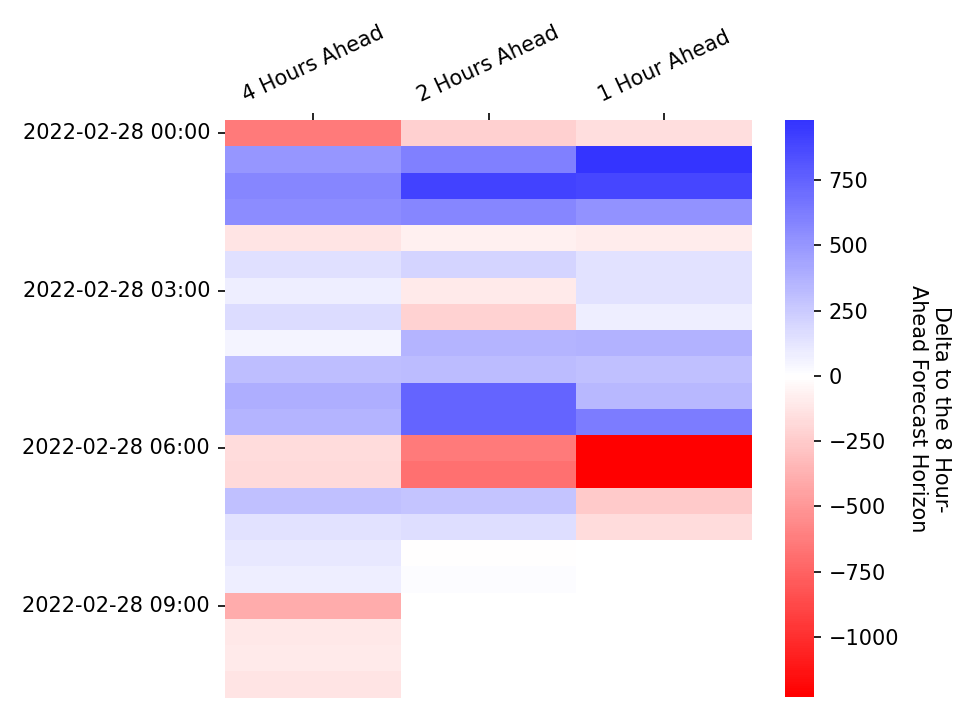 4 Hours Ahead
2 Hours Ahead
1 Hour Ahead
2022-02-28 00:00
2022-02-28 03:00
2022-02-28 06:00
2022-02-28 09:00
750
500
250
0
−250
−500
−750
−1000
Delta to the 8 Hour-
Ahead Forecast Horizon